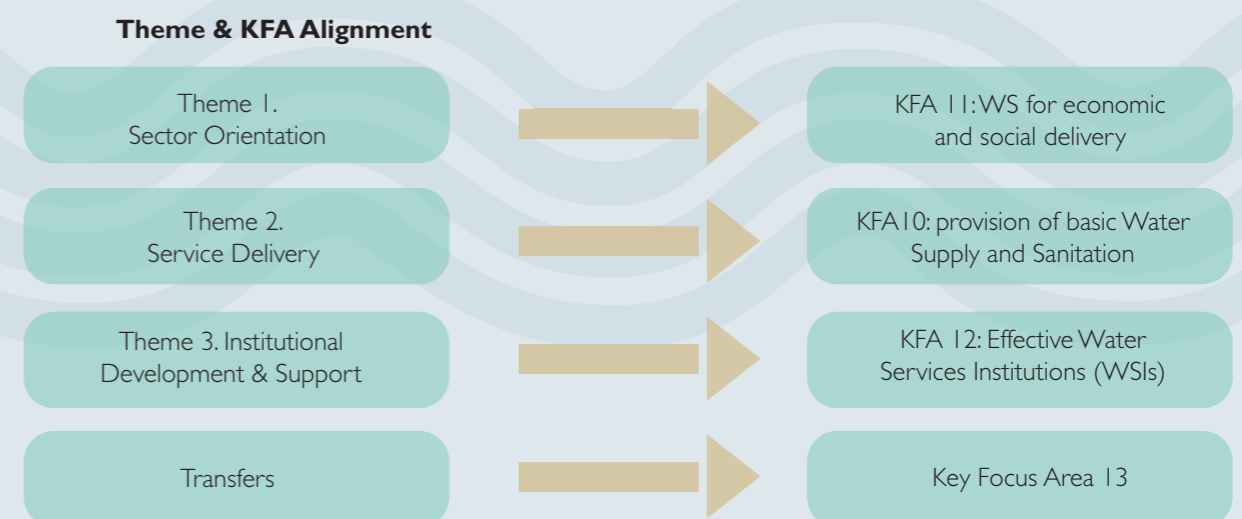 Theme & KFA Alignment
Theme 1.
Sector Orientation
KFA 11: WS for economic
and social delivery
Theme 2.
Service Delivery
KFA10: provision of basic Water
Supply and Sanitation
Theme 3. Institutional
Development & Support
KFA 12: Effective Water
Services Institutions (WSIs)
Transfers
Key Focus Area 13